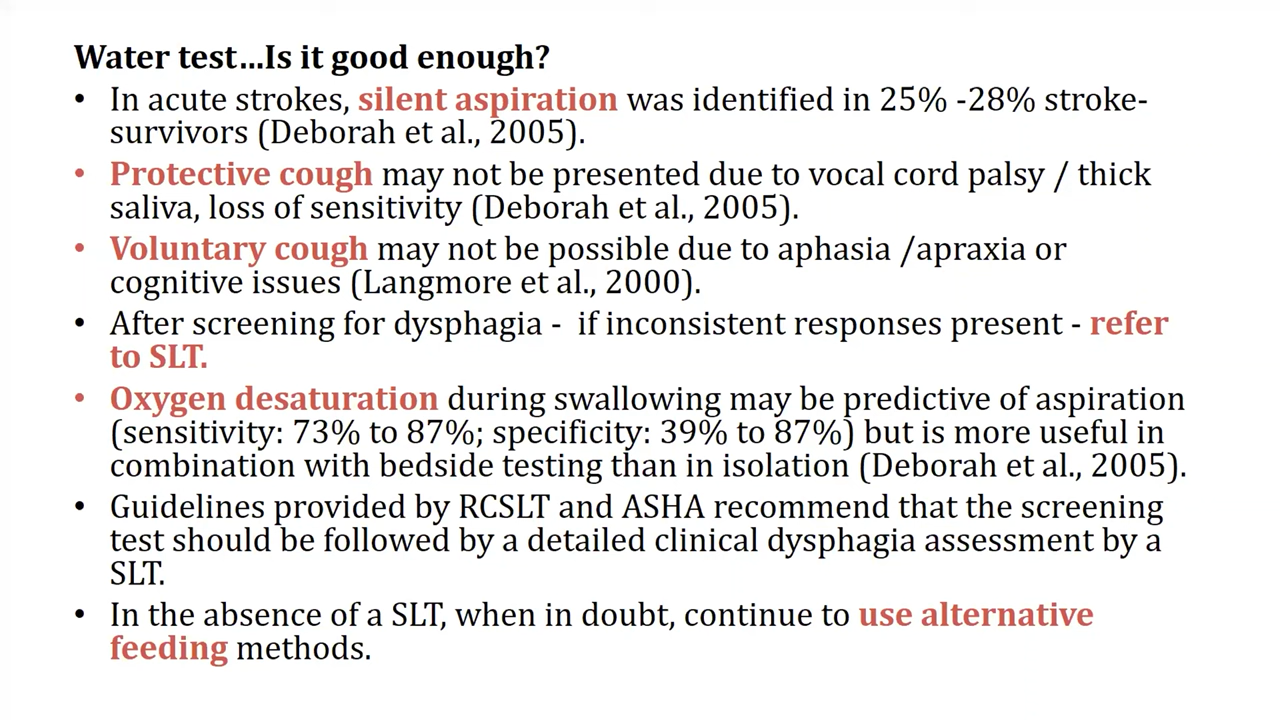 Water test...Is it good enough?
• In acute strokes, silent aspiration was identified in 25% -28% stroke-
survivors (Deborah et al., 2005).
• Protective cough may not be presented due to vocal cord palsy / thick
saliva, loss of sensitivity (Deborah et al., 2005).
• Voluntary cough may not be possible due to aphasia /apraxia or
cognitive issues (Langmore et al., 2000).
• After screening for dysphagia -  if inconsistent responses present - refer
to SLT.
• Oxygen desaturation during swallowing may be predictive of aspiration
(sensitivity: 73% to 87%; specificity: 39% to 87%) but is more useful in
combination with bedside testing than in isolation (Deborah et al., 2005).
• Guidelines provided by RCSLT and ASHA recommend that the screening
test should be followed by a detailed clinical dysphagia assessment by a
SLT.
• In the absence of a SLT, when in doubt, continue to use alternative
feeding methods.